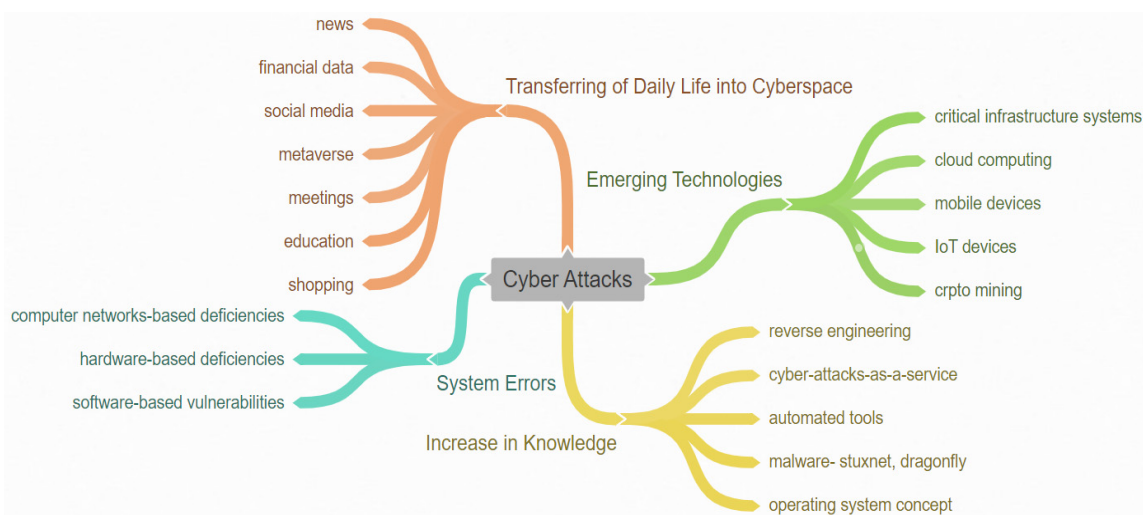 news
financial data
social media
metaverse
meetings
education
shopping
Transferring of Daily Life into Cyberspace
Emerging Technologies
critical infrastructure systems
cloud computing
mobile devices
IoT devices
crpto mining
Cyber Attacks
computer networks-based deficiencies
hardware-based deficiencies
software-based vulnerabilities
System Errors
Increase in Knowledge
reverse engineering
cyber-attacks-as-a-service
automated tools
malware- stuxnet, dragonfly
operating system concept